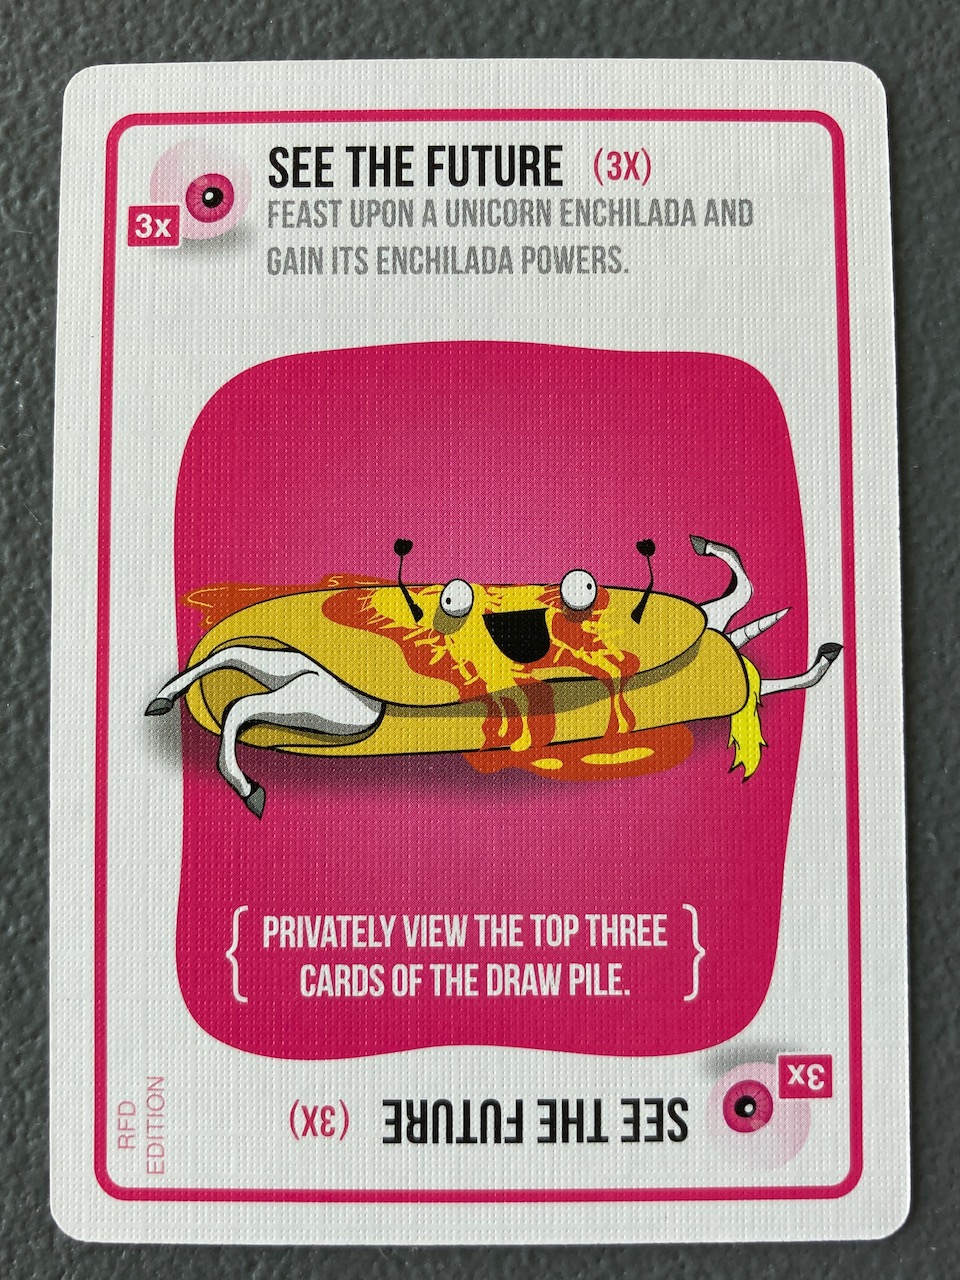 3x
SEE THE FUTURE (3X)
FEAST UPON A UNICORN ENCHILADA AND
GAIN ITS ENCHILADA POWERS.
PRIVATELY VIEW THE TOP THREE
CARDS OF THE DRAW PILE.
RFD
EDITION
3x
SEE THE FUTURE (3X)